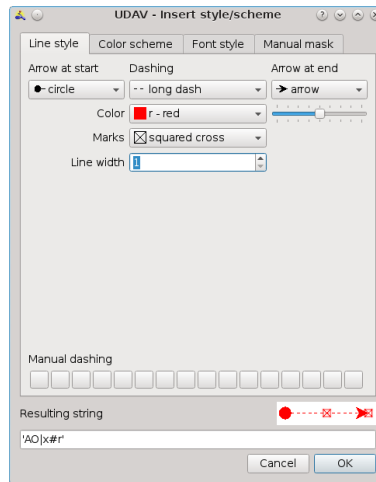 UDAV - Insert style/scheme
Line style Color scheme Font style Manual mask
Arrow at start Dashing Arrow at end
circle -- long dash arrow
Color r - red
Marks squared cross
Line width 1
Manual dashing
Resulting string
'AO|x#r'
Cancel OK